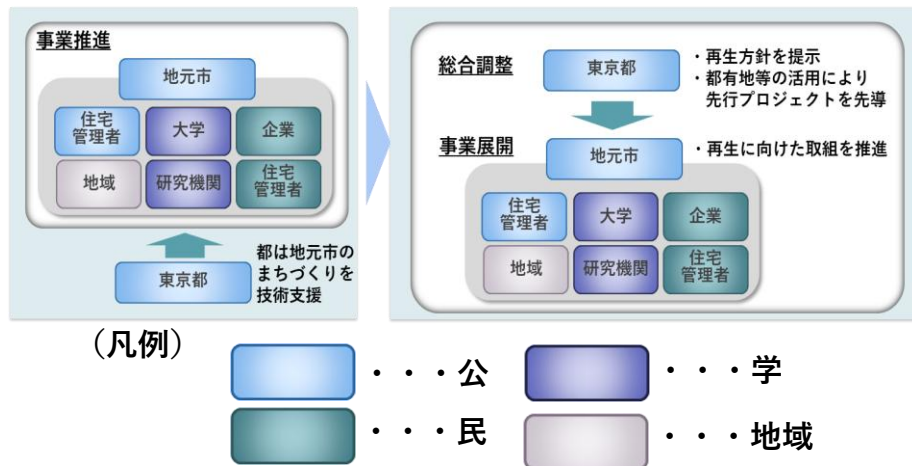 事業推進
地元市
住宅
管理者
大学
企業
地域
研究機関
住宅
管理者
東京都
都は地元市の
まちづくりを
技術支援
総合調整
東京都
・再生方針を提示
・都有地等の活用により
先行プロジェクトを先導
事業展開
地元市
・再生に向けた取組を推進
住宅
管理者
大学
企業
地域
研究機関
住宅
管理者
（凡例）
・・・公
・・・学
・・・民
・・・地域